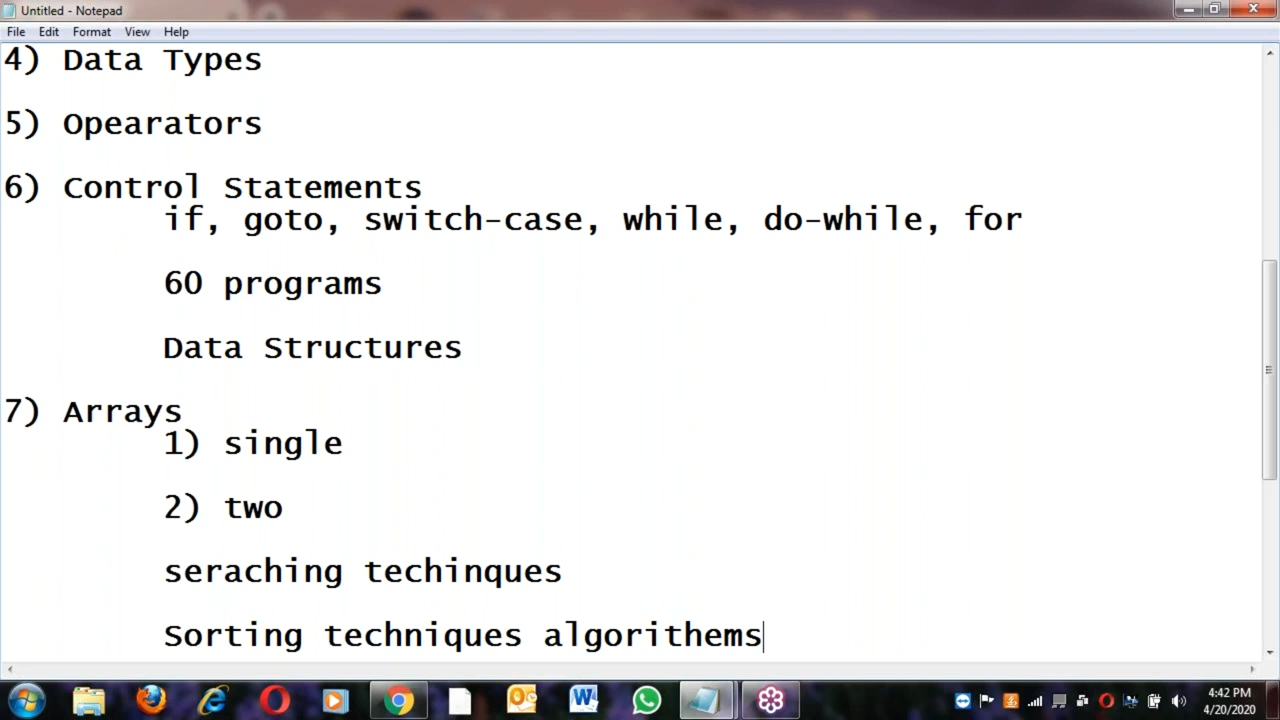 Untitled - Notepad
File Edit Format View Help
4) Data Types
5) Opearators
6) Control Statements
if, goto, switch-case, while, do-while, for
60 programs
Data Structures
7) Arrays
1) single
2) two
seraching techinques
Sorting techniques algorithems
4:42 PM
4/20/2020